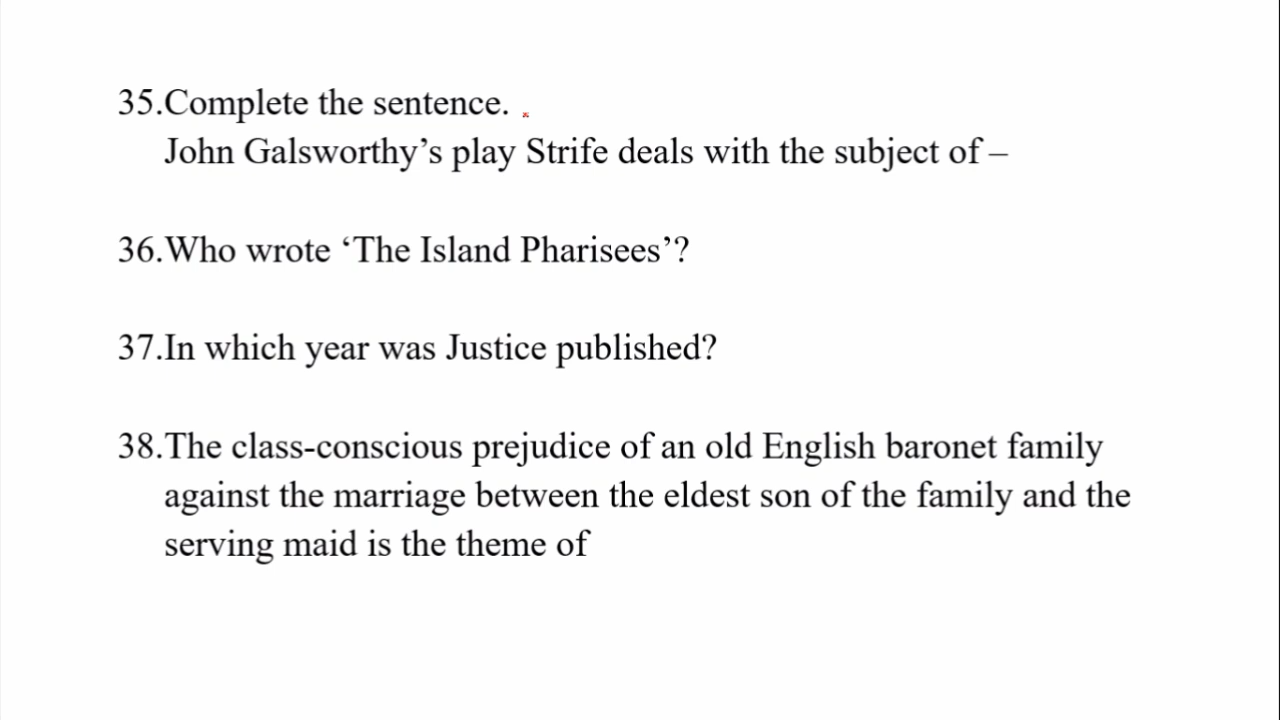 35.Complete the sentence.
John Galsworthy’s play Strife deals with the subject of –
36.Who wrote ‘The Island Pharisees’?
37.In which year was Justice published?
38.The class-conscious prejudice of an old English baronet family
against the marriage between the eldest son of the family and the
serving maid is the theme of